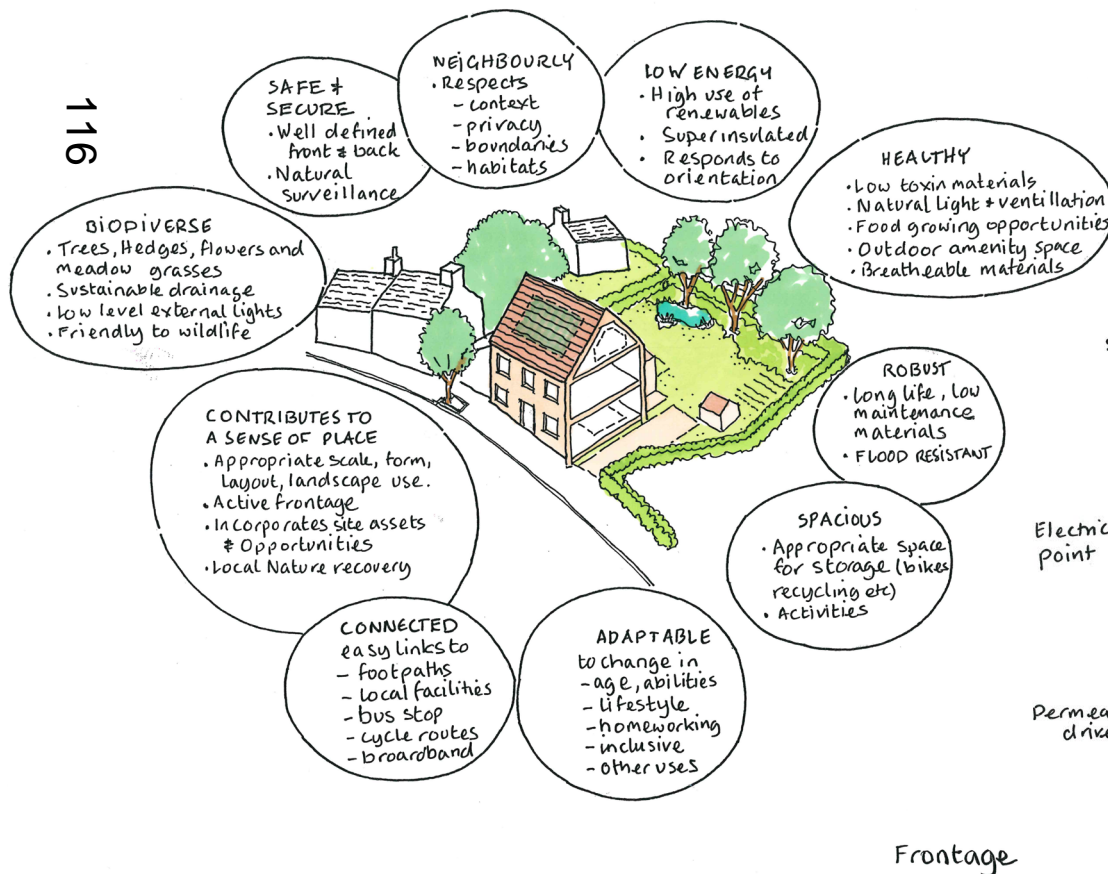 116
SAFE &
SECURE
• Well defined
front & back
• Natural
surveillance
NEIGHBOURLY
• Respects
- context
- privacy
- boundaries
- habitats
LOW ENERGY
• High use of
renewables
• Superinsulated
• Responds to
orientation
HEALTHY
• Low toxin materials
• Natural Light & ventillation
• Food growing opportunities
• Outdoor amenity space
• Breatheable materials
BIODIVERSE
• Trees, Hedges, flowers and
meadow grasses
• Sustainable drainage
• Low level external lights
• Friendly to wildlife
ROBUST
• Long life, low
maintenance
materials
• FLOOD RESISTANT
CONTRIBUTES TO
A SENSE OF PLACE
• Appropriate scale, form,
layout, landscape use.
• Active frontage
• Incorporates site assets
& Opportunities
• Local Nature recovery
SPACIOUS
• Appropriate space
for storage (bikes
recycling etc)
• Activities
CONNECTED
easy links to
- footpaths
- local facilities
- bus stop
- cycle routes
- broardband
ADAPTABLE
to change in
- age, abilities
- lifestyle
- homeworking
- inclusive
- other uses
Electric
point
Permea
drive
Frontage